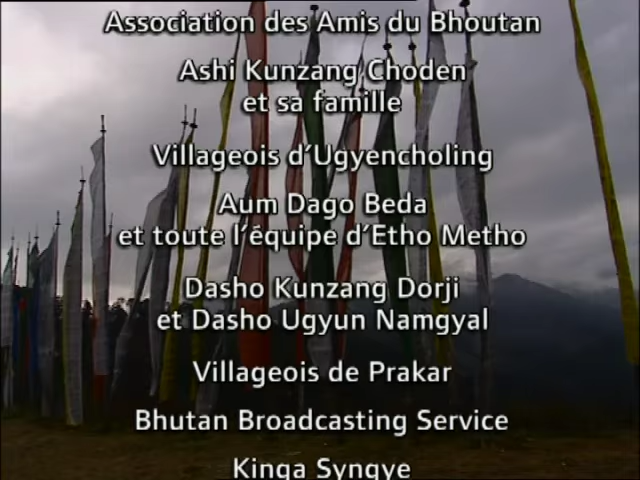 Association des Amis du Bhoutan
Ashi Kunzang Choden
et sa famille
Villageois d'Ugyencholing
Aum Dago Beda
et toute l'équipe d'Etho Metho
Dasho Kunzang Dorji
et Dasho Ugyun Namgyal
Villageois de Prakar
Bhutan Broadcasting Service
Kinga Syngye